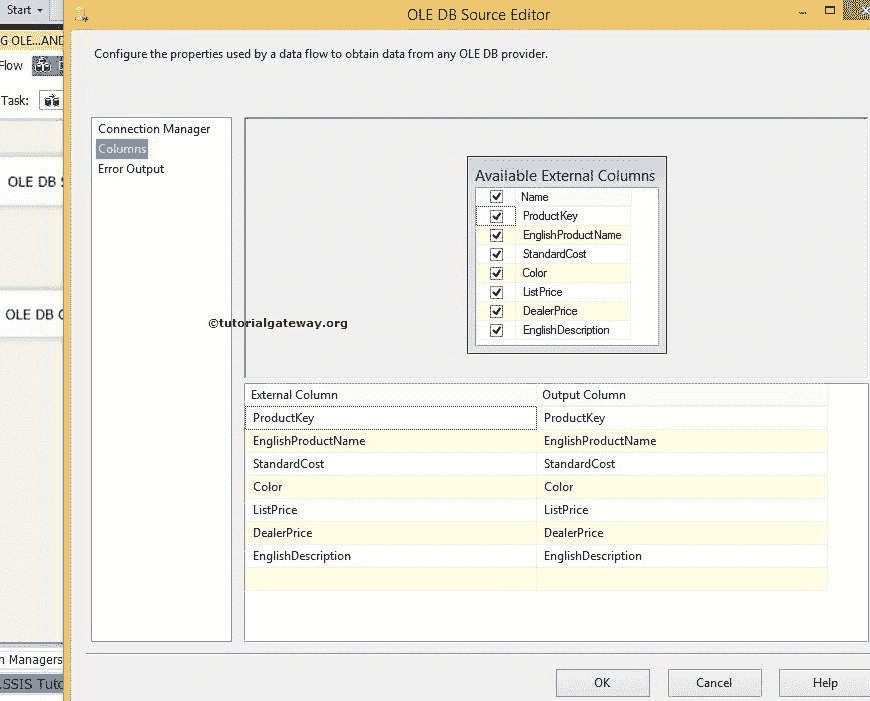 Start
OLE DB Source Editor
G OLE...AND
Flow
Task:
OLE DB
OLE DB
Managers
SSIS Tuto
Configure the properties used by a data flow to obtain data from any OLE DB provider.
Connection Manager
Columns
Error Output
Available External Columns
Name
ProductKey
EnglishProductName
StandardCost
Color
ListPrice
DealerPrice
EnglishDescription
©tutorialgateway.org
External Column Output Column
ProductKey ProductKey
EnglishProductName EnglishProductName
StandardCost StandardCost
Color Color
ListPrice ListPrice
DealerPrice DealerPrice
EnglishDescription EnglishDescription
OK Cancel Help